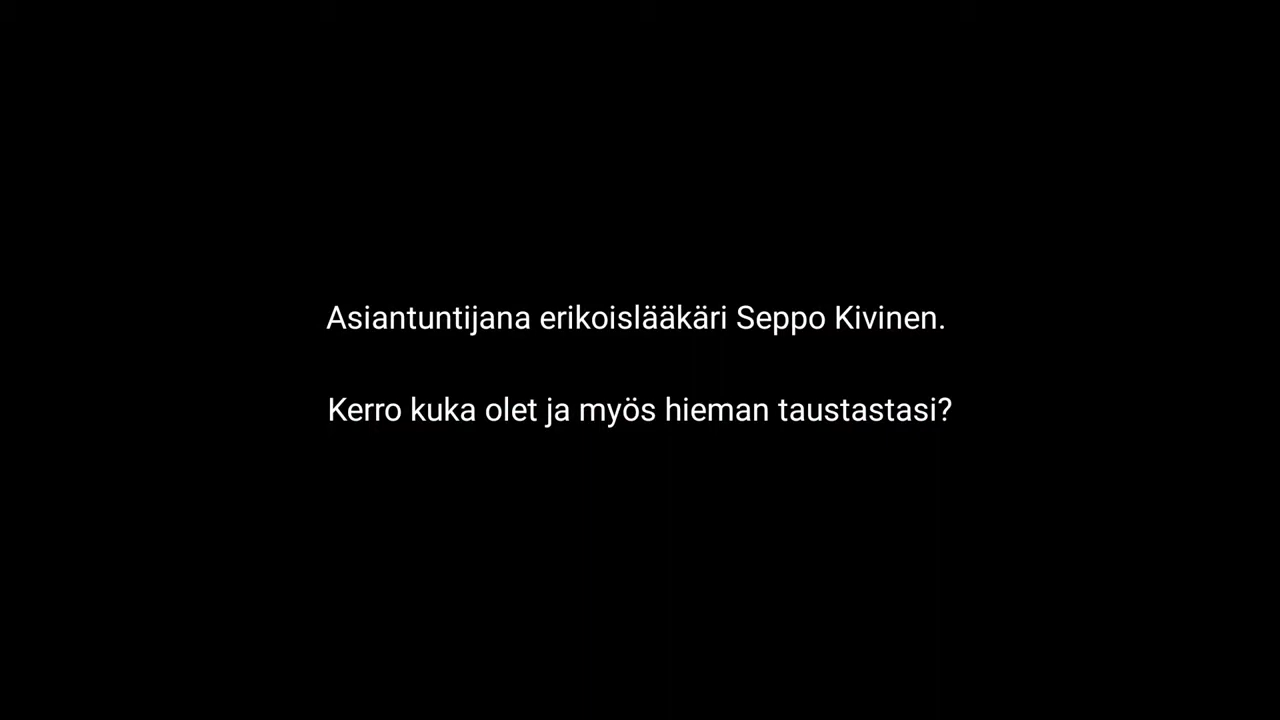 Asiantuntijana erikoislääkäri Seppo Kivinen.
Kerro kuka olet ja myös hieman taustastasi?